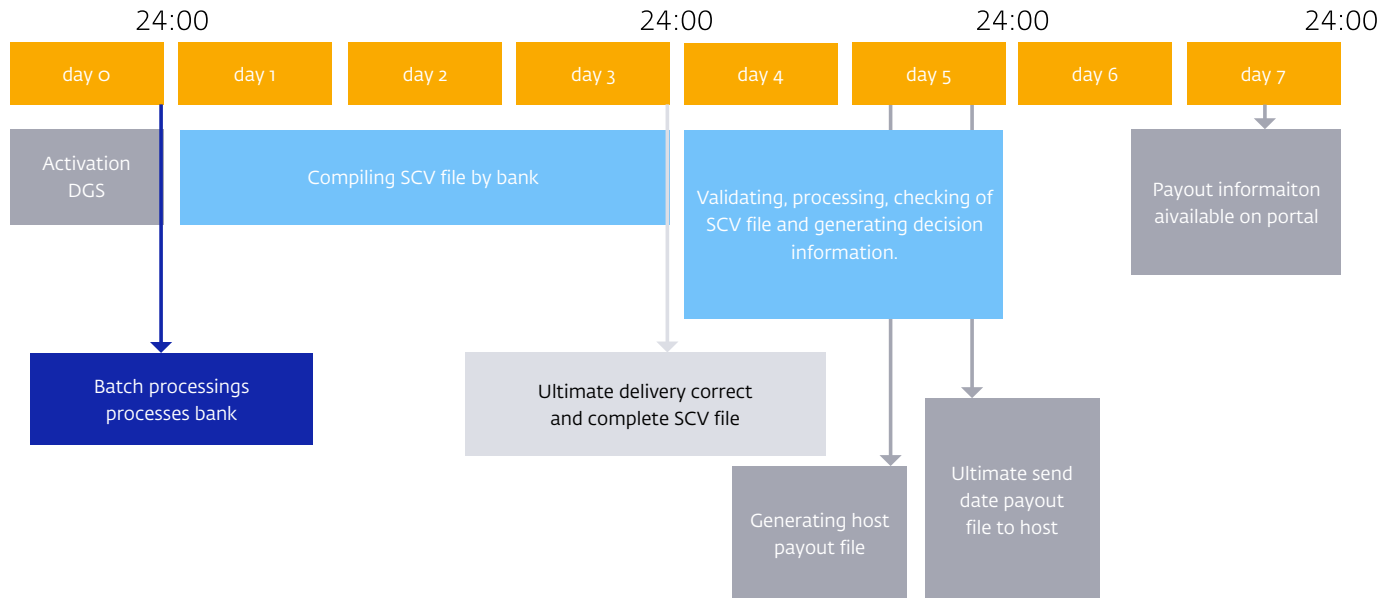 24:00
24:00
24:00
24:00
day 0
day 1
day 2
day 3
day 4
day 5
day 6
day 7
Activation
DGS
Compiling SCV file by bank
Validating, processing, checking of
SCV file and generating decision
information.
Payout informaiton
aivailable on portal
Batch processings
processes bank
Ultimate delivery correct
and complete SCV file
Generating host
payout file
Ultimate send
date payout
file to host